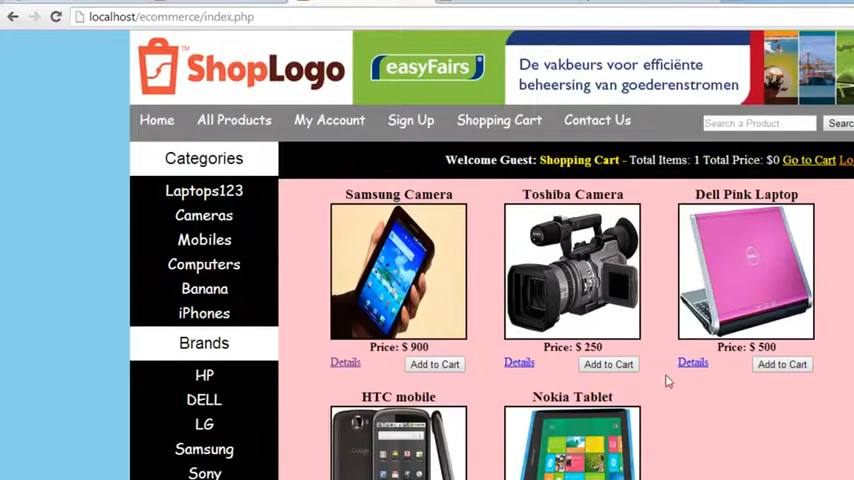 localhost/ecommerce/index.php
ShopLogo
easyFairs
De vakbeurs voor efficiënte
beheersing van goederenstromen
Home All Products My Account Sign Up Shopping Cart Contact Us Search a Product Searc
Categories
Welcome Guest: Shopping Cart - Total Items: 1 Total Price: $0 Go to Cart Lo
Laptops123
Cameras
Mobiles
Computers
Banana
iPhones
Brands
HP
DELL
LG
Samsung
Sony
Samsung Camera
Price: $ 900
Details Add to Cart
Toshiba Camera
Price: $ 250
Details Add to Cart
Dell Pink Laptop
DELL
Price: $ 500
Details Add to Cart
HTC mobile
Google
Nokia Tablet